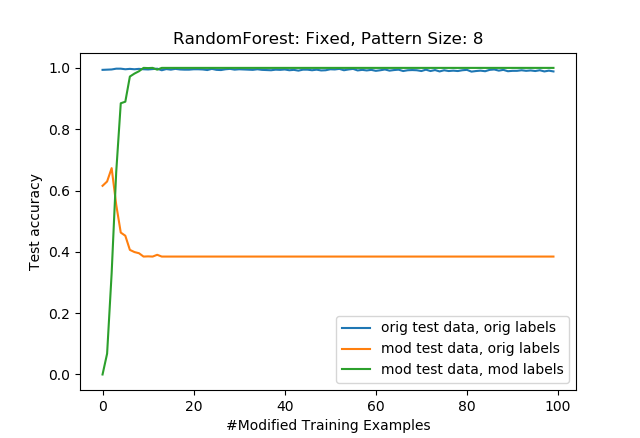 RandomForest: Fixed, Pattern Size: 8
1.0
0.8
0.6
0.4
0.2
0.0
Test accuracy
orig test data, orig labels
mod test data, orig labels
mod test data, mod labels
0 20 40 60 80 100
#Modified Training Examples